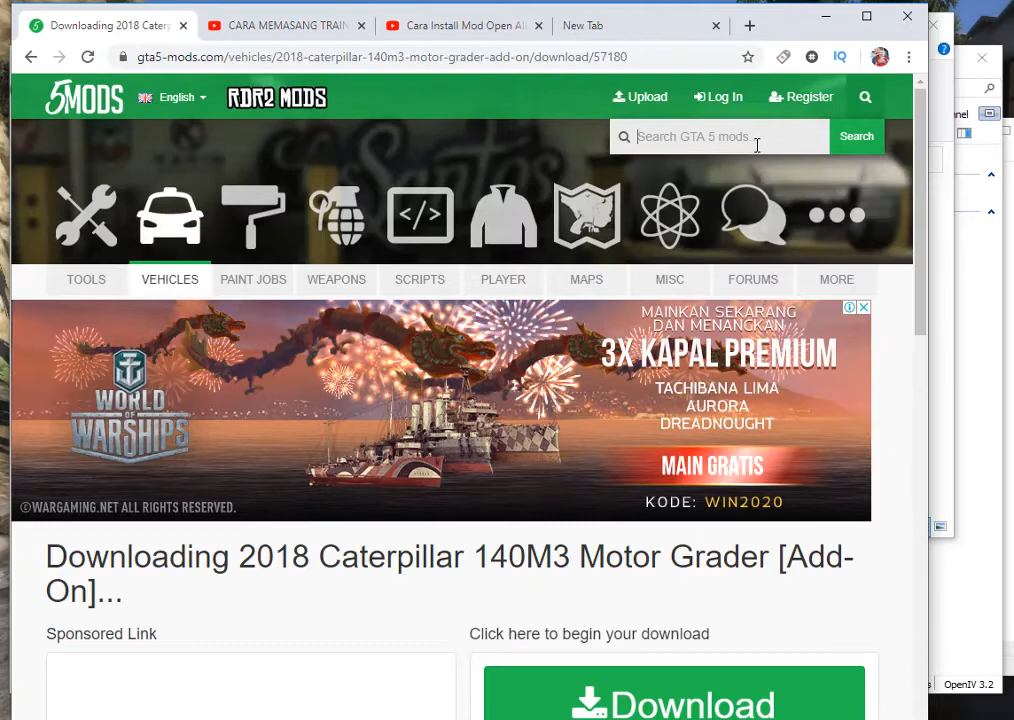 Downloading 2018 Caterp
CARA MEMASANG TRAIN
Cara Install Mod Open All
New Tab
gta5-mods.com/vehicles/2018-caterpillar-140m3-motor-grader-add-on/download/57180
IQ
5MODS
English
RDR2 MODS
Upload
Log In
Register
Search GTA 5 mods...
Search
TOOLS
VEHICLES
PAINT JOBS
WEAPONS
SCRIPTS
PLAYER
MAPS
MISC
FORUMS
MORE
WORLD
OF
WARSHIPS
MAINKAN SEKARANG
DAN MENANGKAN
3X KAPAL PREMIUM
TACHIBANA LIMA
AURORA
DREADNOUGHT
MAIN GRATIS
KODE: WIN2020
©WARGAMING.NET ALL RIGHTS RESERVED.
Downloading 2018 Caterpillar 140M3 Motor Grader [Add-
On]...
Sponsored Link
Click here to begin your download
Download
OpenIV 3.2